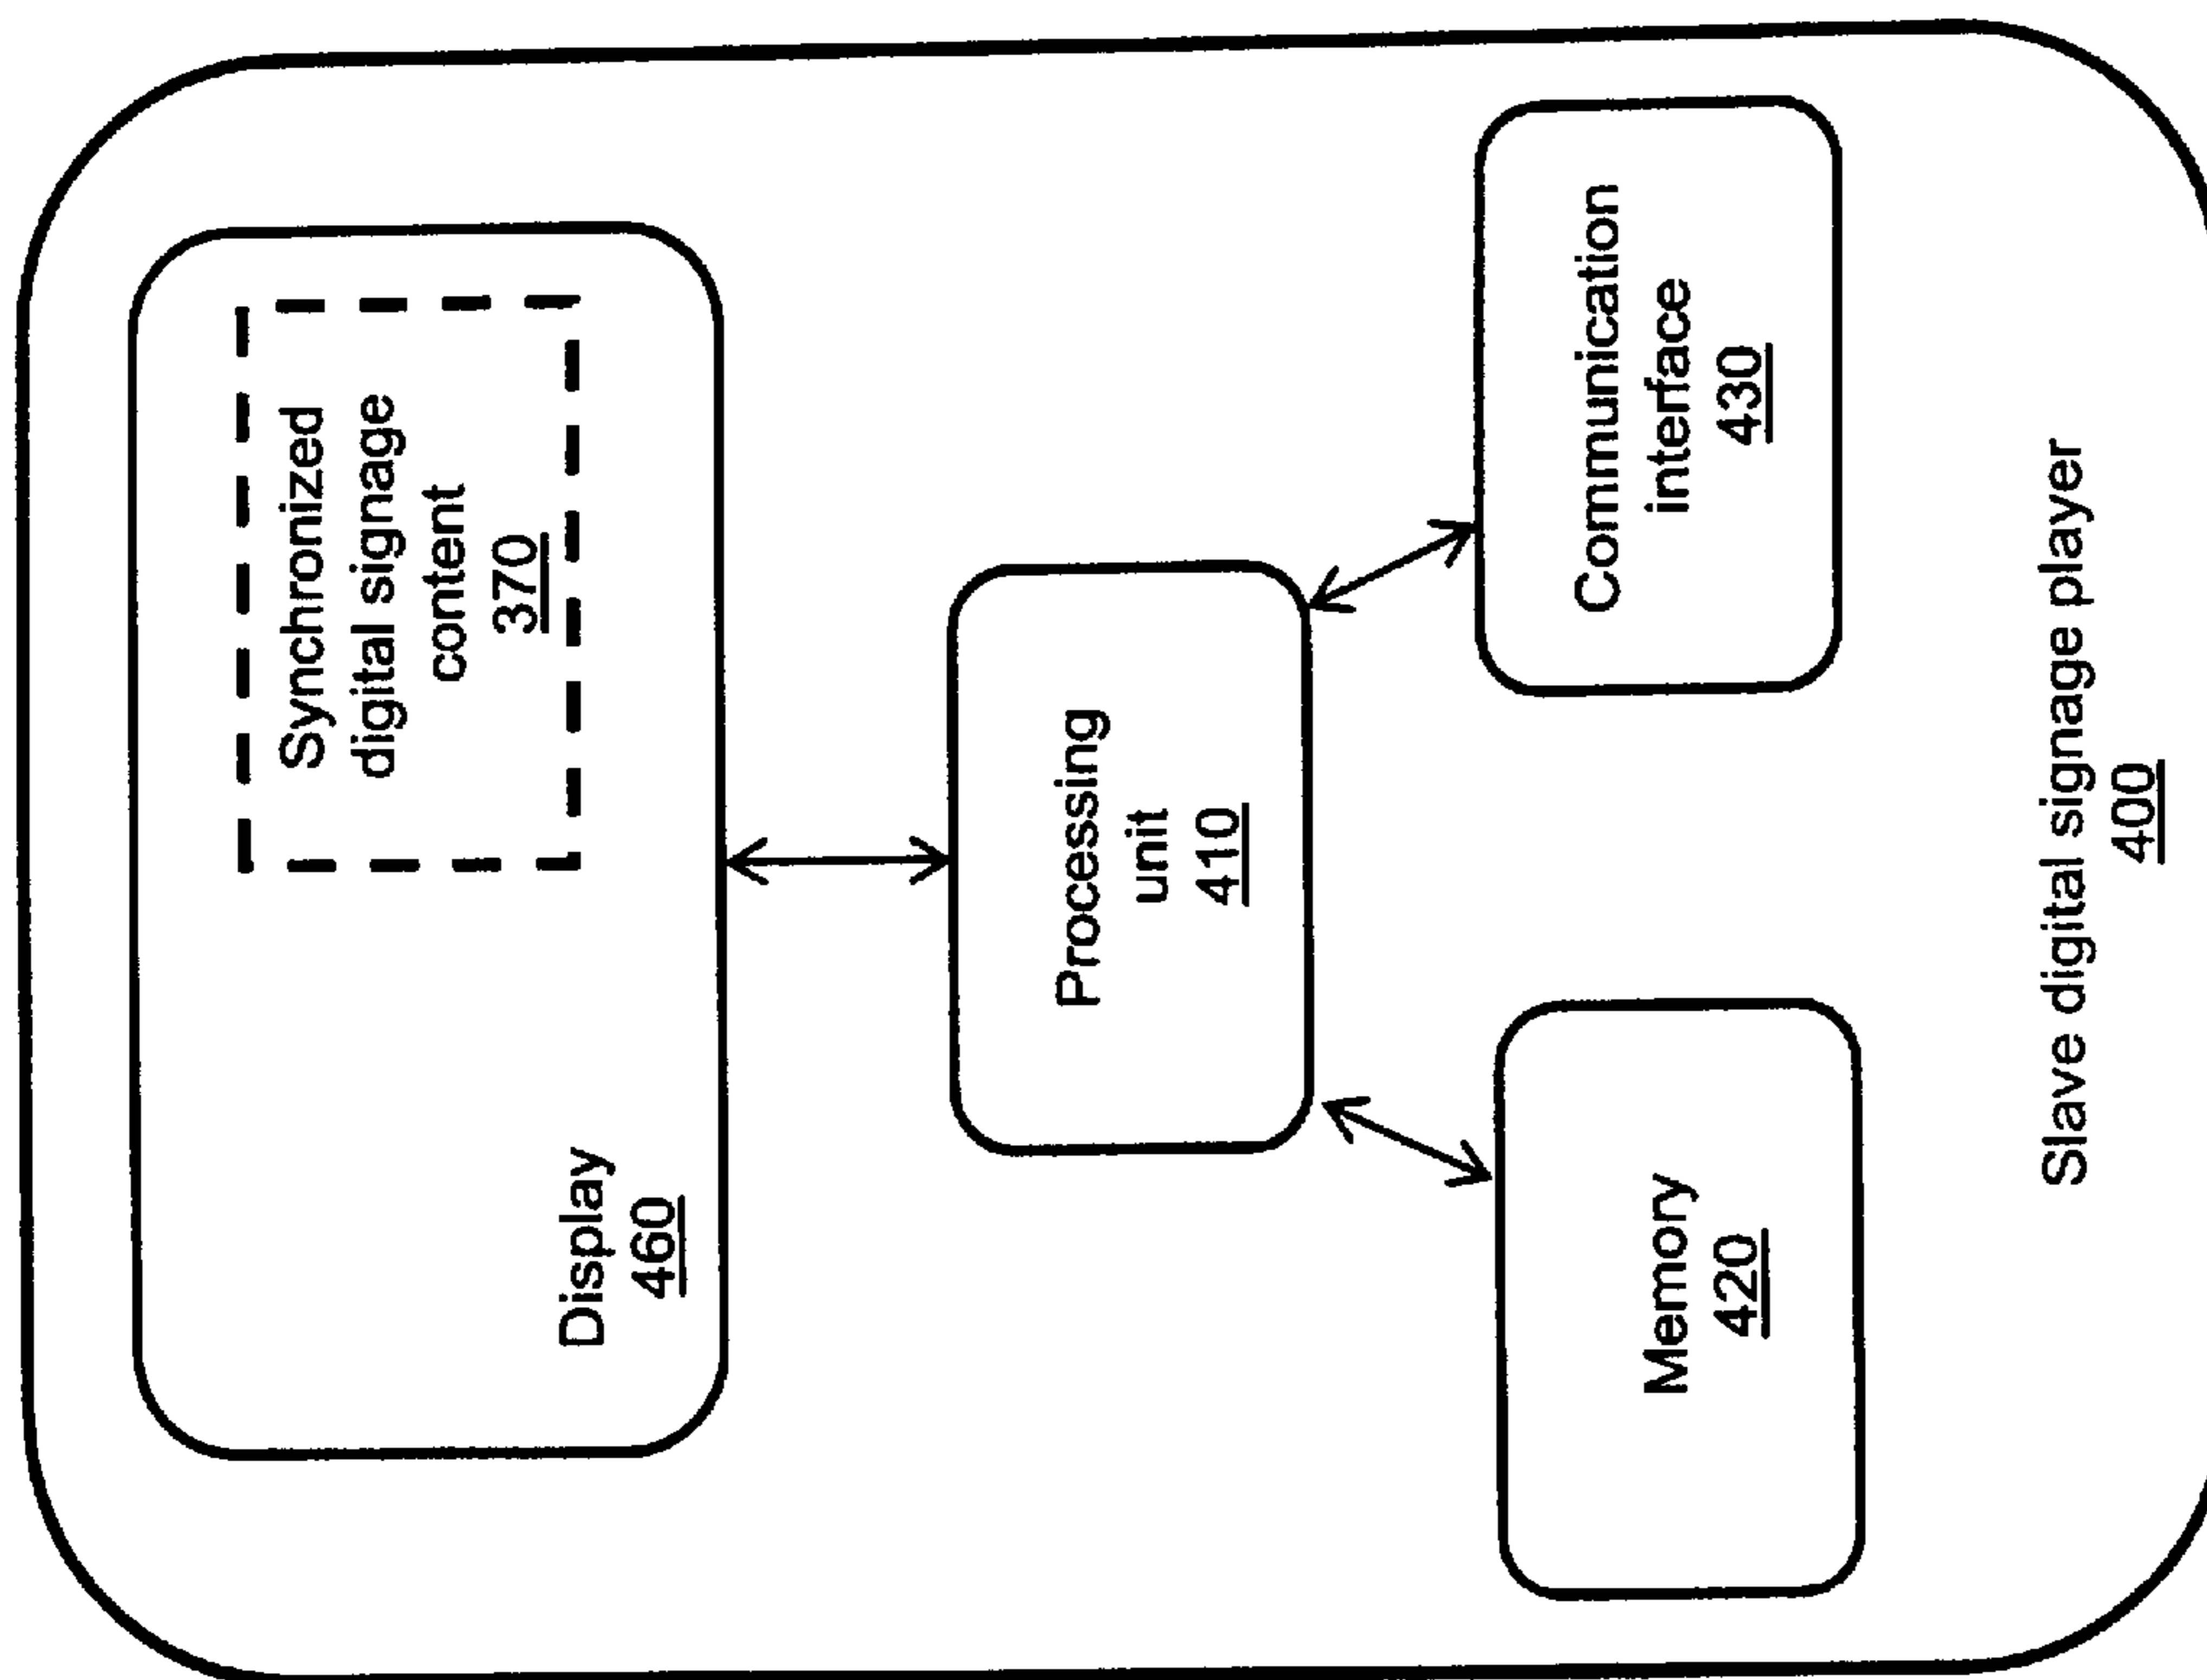 Synchronized
digital signage
content
370
Display
460
Processing
unit
410
Memory
420
Communication
interface
430
Slave digital signage player
400